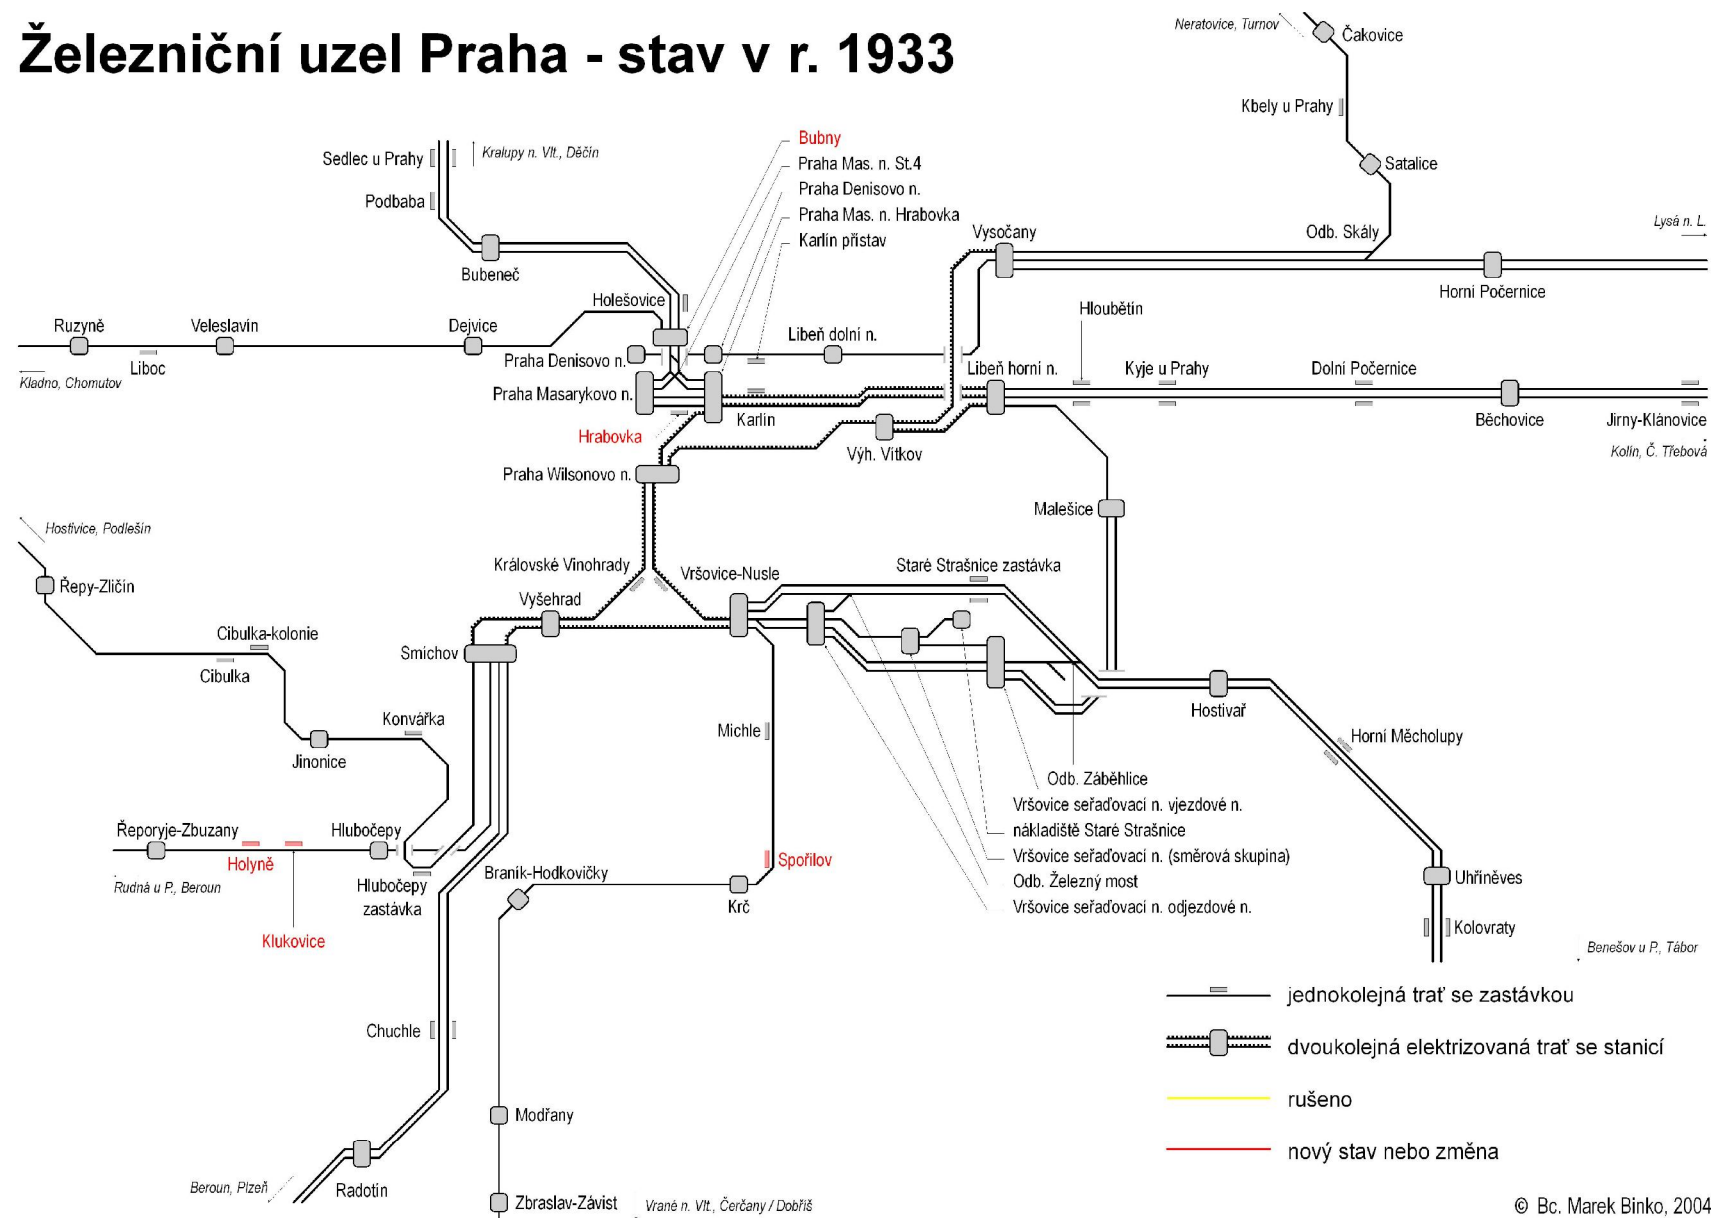 Železniční uzel Praha - stav v r. 1933
Neratovice, Turnov
Čakovice
Kbely u Prahy
Satalice
Sedlec u Prahy
Kralupy n. Vlt., Děčín
Podbaba
Bubny
Praha Mas. n. St.4
Praha Denisovo n.
Praha Mas. n. Hrabovka
Karlín přístav
Vysočany
Odb. Skály
Lysá n. L.
Bubeneč
Holešovice
Horní Počernice
Ruzyně
Veleslavín
Dejvice
Libeň dolní n.
Hloubětín
Liboc
Kladno, Chomutov
Praha Denisovo n.
Libeň horní n.
Kyje u Prahy
Dolní Počernice
Praha Masarykovo n.
Karlín
Běchovice
Jirny-Klánovice
Hrabovka
Výh. Vítkov
Kolín, Č. Třebová
Praha Wilsonovo n.
Malešice
Hostivice, Podlešín
Řepy-Zličín
Královské Vinohrady
Vršovice-Nusle
Staré Strašnice zastávka
Vyšehrad
Cibulka-kolonie
Smíchov
Cibulka
Konvářka
Michle
Hostivař
Horní Měcholupy
Jinonice
Odb. Záběhlice
Vršovice seřaďovací n. vjezdové n.
nákladiště Staré Strašnice
Vršovice seřaďovací n. (směrová skupina)
Odb. Železný most
Vršovice seřaďovací n. odjezdové n.
Řeporyje-Zbuzany
Holyně
Hlubočepy
Spořilov
Rudná u P., Beroun
Hlubočepy
zastávka
Braník-Hodkovičky
Krč
Uhříněves
Klukovice
Kolovraty
Benešov u P., Tábor
Chuchle
jednokolejná trať se zastávkou
dvoukolejná elektrizovaná trať se stanicí
rušeno
nový stav nebo změna
Modřany
Beroun, Plzeň
Radotín
Zbraslav-Závist
Vrané n. Vlt., Čerčany / Dobříš
© Bc. Marek Binko, 2004